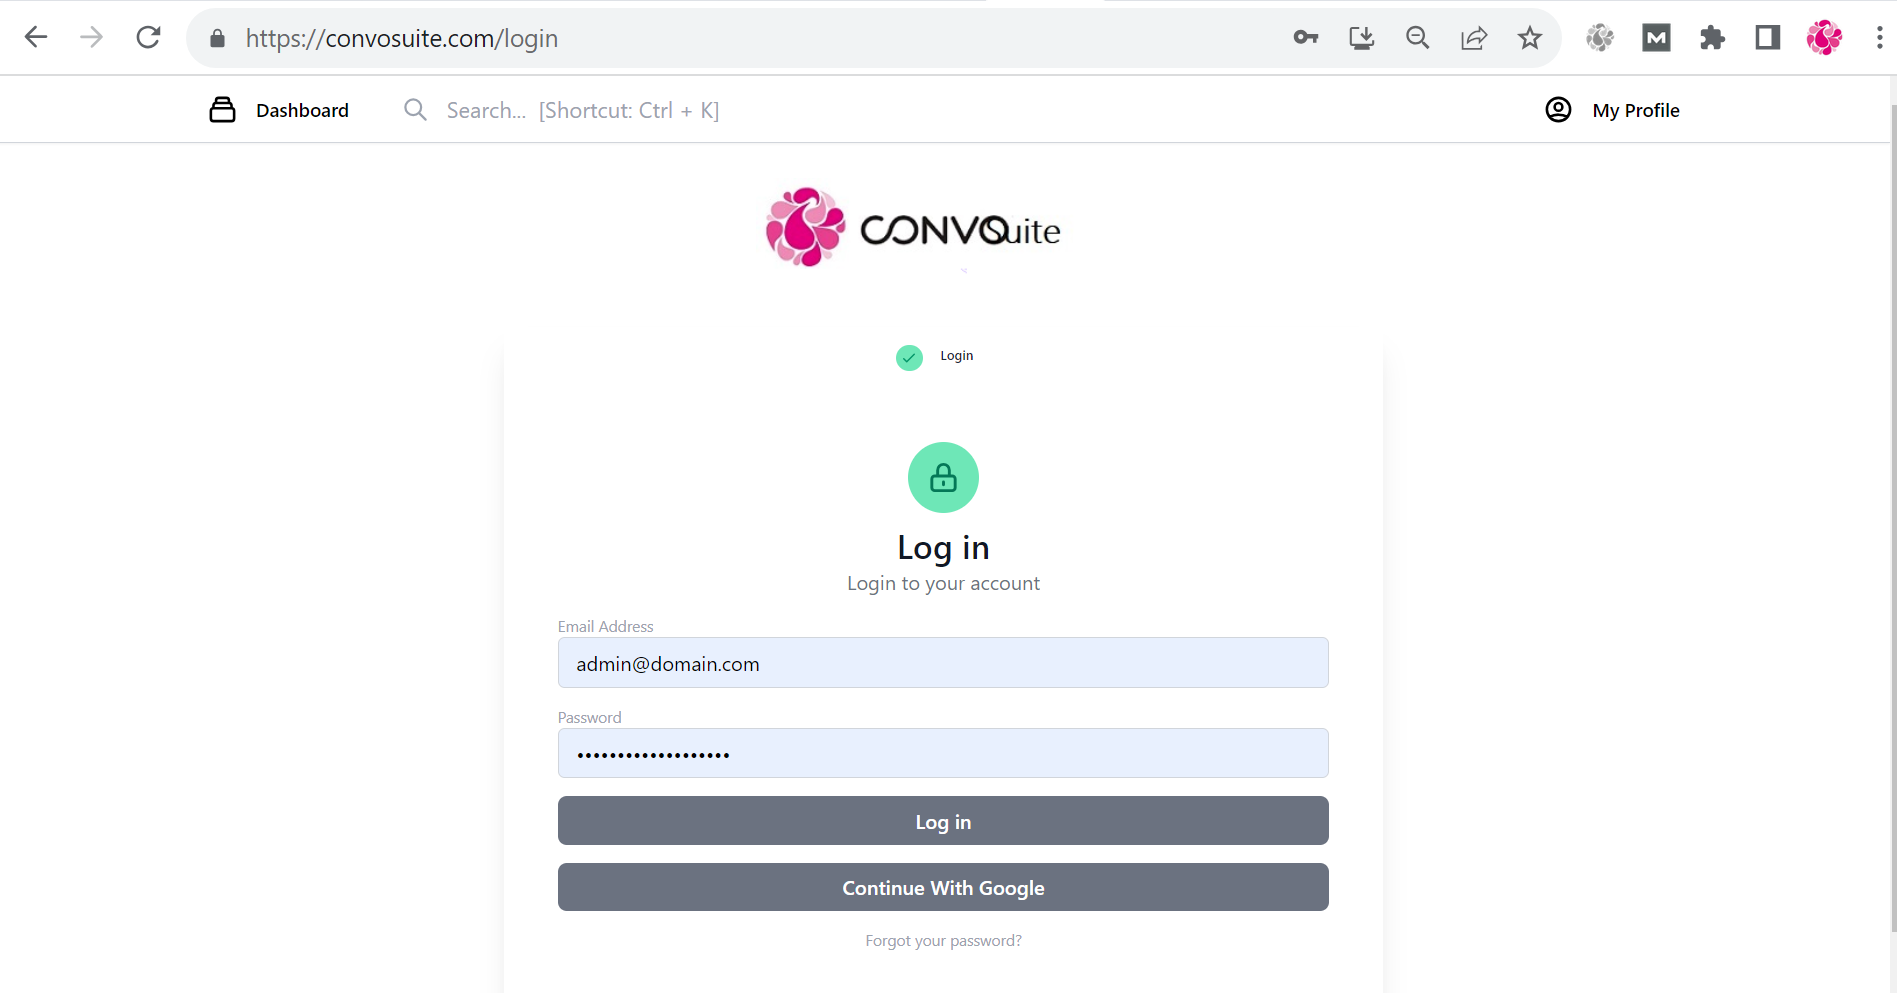 https://convosuite.com/login
M
Dashboard
Search... [Shortcut: Ctrl + K]
My Profile
CONVOSuite
Login
Log in
Login to your account
Email Address
admin@domain.com
Password
•••••••••••••••••••
Log in
Continue With Google
Forgot your password?